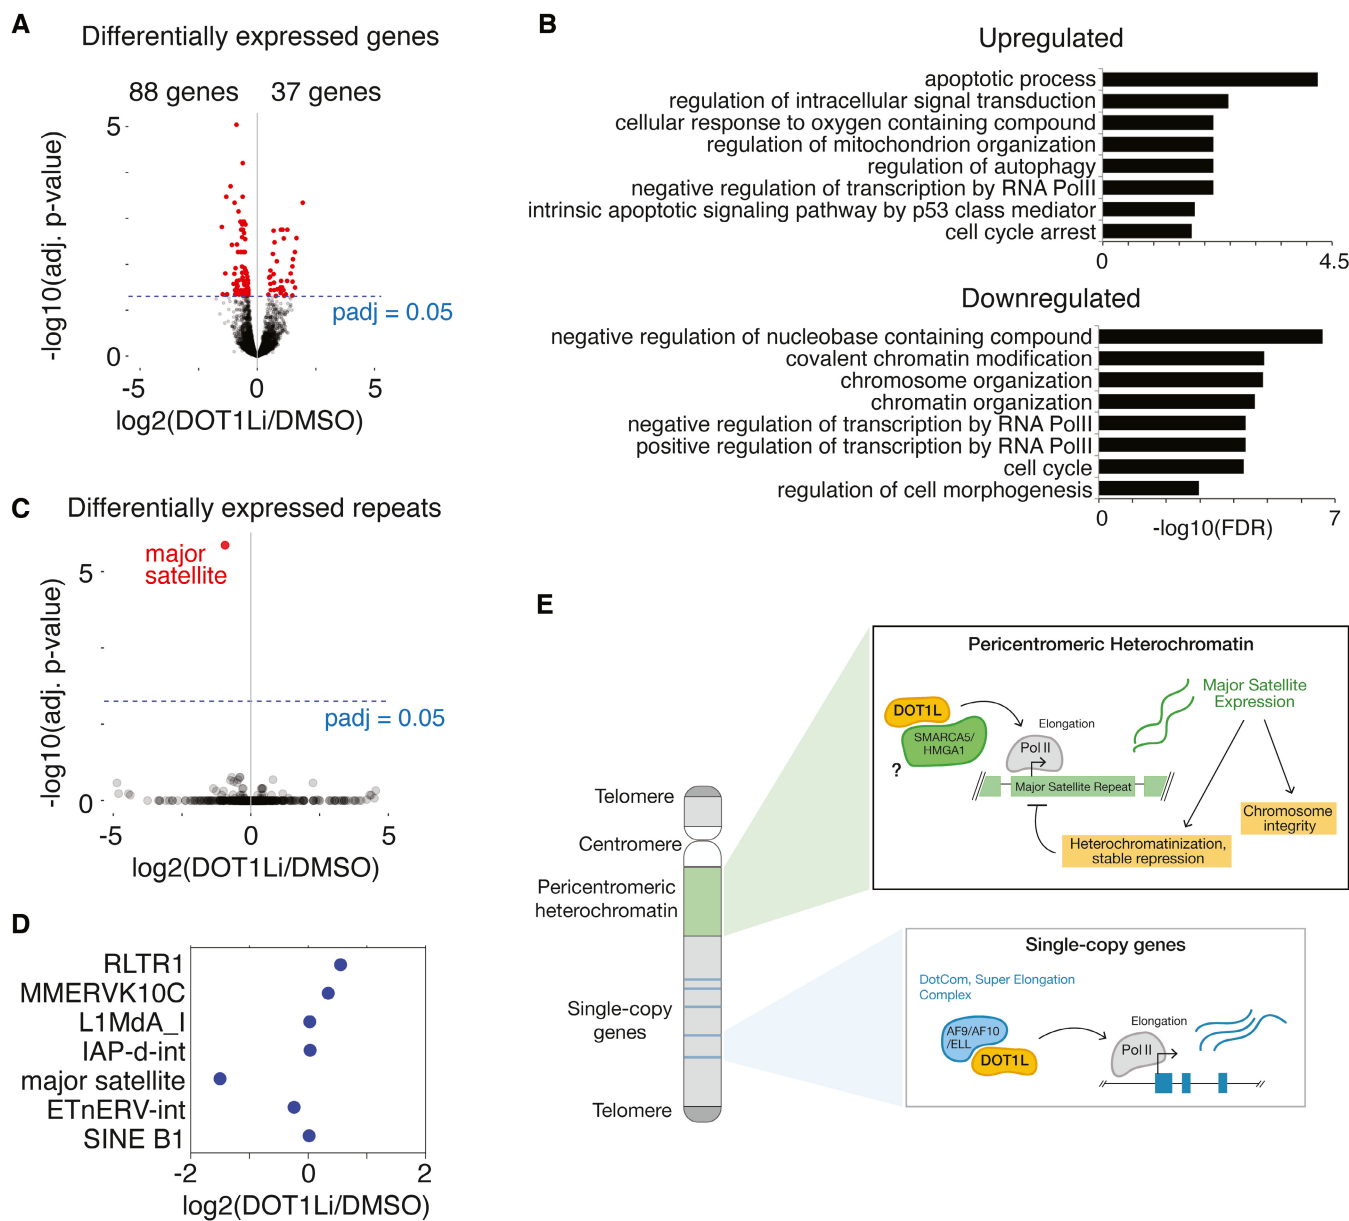 A
Differentially expressed genes
88 genes
37 genes
5
0
-log10(adj. p-value)
padj = 0.05
-5
0
5
log2(DOT1Li/DMSO)
B
Upregulated
apoptotic process
regulation of intracellular signal transduction
cellular response to oxygen containing compound
regulation of mitochondrion organization
regulation of autophagy
negative regulation of transcription by RNA PolII
intrinsic apoptotic signaling pathway by p53 class mediator
cell cycle arrest
0
4.5
Downregulated
negative regulation of nucleobase containing compound
covalent chromatin modification
chromosome organization
chromatin organization
negative regulation of transcription by RNA PolII
positive regulation of transcription by RNA PolII
cell cycle
regulation of cell morphogenesis
0
-log10(FDR)
7
C
Differentially expressed repeats
major
satellite
5
0
-log10(adj. p-value)
padj = 0.05
-5
0
5
log2(DOT1Li/DMSO)
D
RLTR1
MMERVK10C
L1MdA_I
IAP-d-int
major satellite
ETnERV-int
SINE B1
-2
0
2
log2(DOT1Li/DMSO)
E
Telomere
Centromere
Pericentromeric
heterochromatin
Single-copy
genes
Telomere
Pericentromeric Heterochromatin
DOT1L
SMARCA5/
HMGA1
?
Elongation
Pol II
Major Satellite Repeat
Major Satellite
Expression
Chromosome
integrity
Heterochromatinization,
stable repression
Single-copy genes
DotCom, Super Elongation
Complex
AF9/AF10
/ELL
DOT1L
Elongation
Pol II